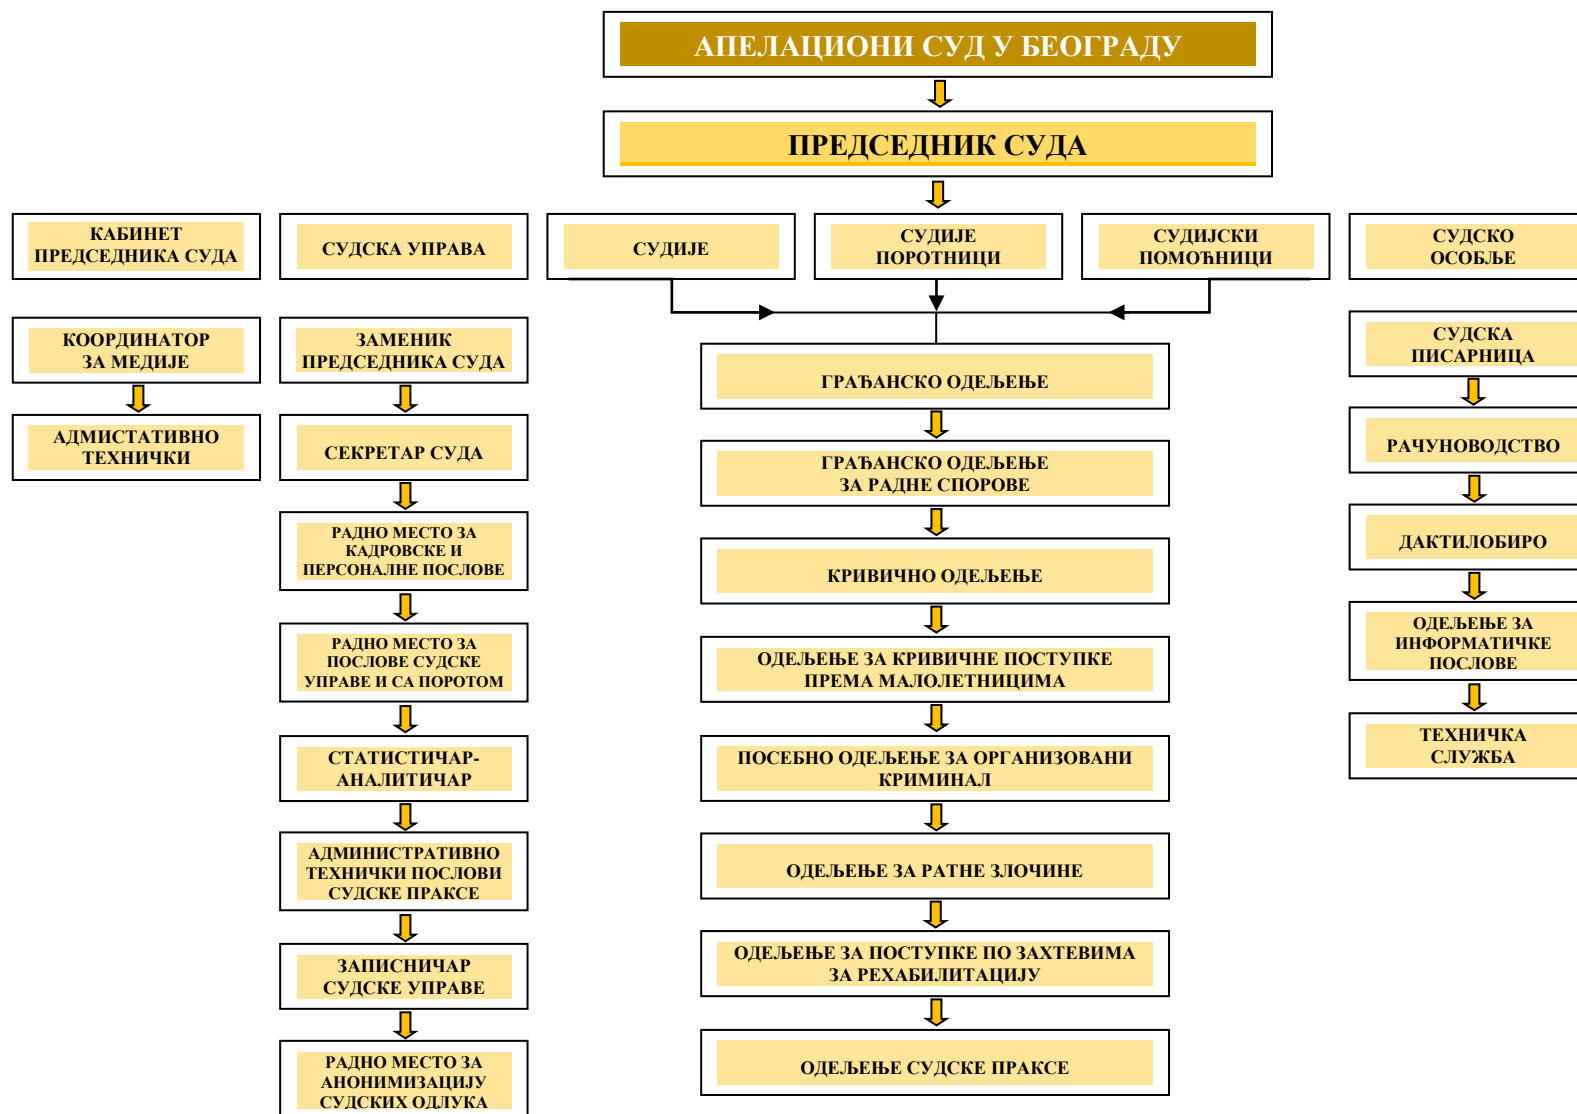 АПЕЛАЦИОНИ СУД У БЕОГРАДУ
ПРЕДСЕДНИК СУДА
КАБИНЕТ
ПРЕДСЕДНИКА СУДА
СУДСКА УПРАВА
СУДИЈЕ
СУДИЈЕ
ПОРОТНИЦИ
СУДИЈСКИ
ПОМОЋНИЦИ
СУДСКО
ОСОБЉЕ
КООРДИНАТОР
ЗА МЕДИЈЕ
АДМИСТАТИВНО
ТЕХНИЧКИ
ЗАМЕНИК
ПРЕДСЕДНИКА СУДА
СЕКРЕТАР СУДА
РАДНО МЕСТО ЗА
КАДРОВСКЕ И
ПЕРСОНАЛНЕ ПОСЛОВЕ
РАДНО МЕСТО ЗА
ПОСЛОВЕ СУДСКЕ
УПРАВЕ И СА ПОРОТОМ
СТАТИСТИЧАР-
АНАЛИТИЧАР
АДМИНИСТРАТИВНО
ТЕХНИЧКИ ПОСЛОВИ
СУДСКЕ ПРАКСЕ
ЗАПИСНИЧАР
СУДСКЕ УПРАВЕ
РАДНО МЕСТО ЗА
АНОНИМИЗАЦИЈУ
СУДСКИХ ОДЛУКА
ГРАЂАНСКО ОДЕЉЕЊЕ
ГРАЂАНСКО ОДЕЉЕЊЕ
ЗА РАДНЕ СПОРОВЕ
КРИВИЧНО ОДЕЉЕЊЕ
ОДЕЉЕЊЕ ЗА КРИВИЧНЕ ПОСТУПКЕ
ПРЕМА МАЛОЛЕТНИЦИМА
ПОСЕБНО ОДЕЉЕЊЕ ЗА ОРГАНИЗОВАНИ
КРИМИНАЛ
ОДЕЉЕЊЕ ЗА РАТНЕ ЗЛОЧИНЕ
ОДЕЉЕЊЕ ЗА ПОСТУПКЕ ПО ЗАХТЕВИМА
ЗА РЕХАБИЛИТАЦИЈУ
ОДЕЉЕЊЕ СУДСКЕ ПРАКСЕ
СУДСКА
ПИСАРНИЦА
РАЧУНОВОДСТВО
ДАКТИЛОБИРО
ОДЕЉЕЊЕ ЗА
ИНФОРМАТИЧКЕ
ПОСЛОВЕ
ТЕХНИЧКА
СЛУЖБА